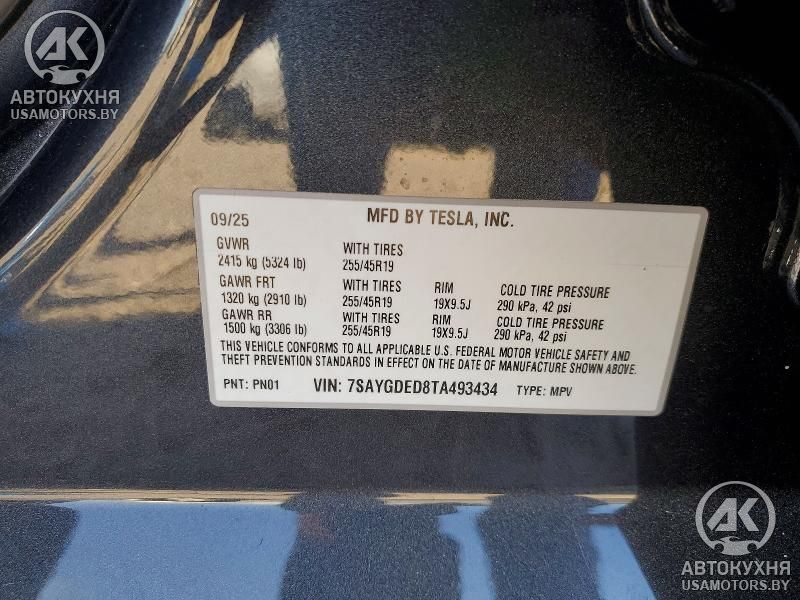 AK
АВТОКУХНЯ
USAMOTORS.BY
09/25 MFD BY TESLA, INC.
GVWR WITH TIRES
2415 kg (5324 lb) 255/45R19
GAWR FRT WITH TIRES RIM COLD TIRE PRESSURE
1320 kg (2910 lb) 255/45R19 19X9.5J 290 kPa, 42 psi
GAWR RR WITH TIRES RIM COLD TIRE PRESSURE
1500 kg (3306 lb) 255/45R19 19X9.5J 290 kPa, 42 psi
THIS VEHICLE CONFORMS TO ALL APPLICABLE U.S. FEDERAL MOTOR VEHICLE SAFETY AND
THEFT PREVENTION STANDARDS IN EFFECT ON THE DATE OF MANUFACTURE SHOWN ABOVE.
PNT: PN01 VIN: 7SAYGDED8TA493434 TYPE: MPV
AK
АВТОКУХНЯ
USAMOTORS.BY